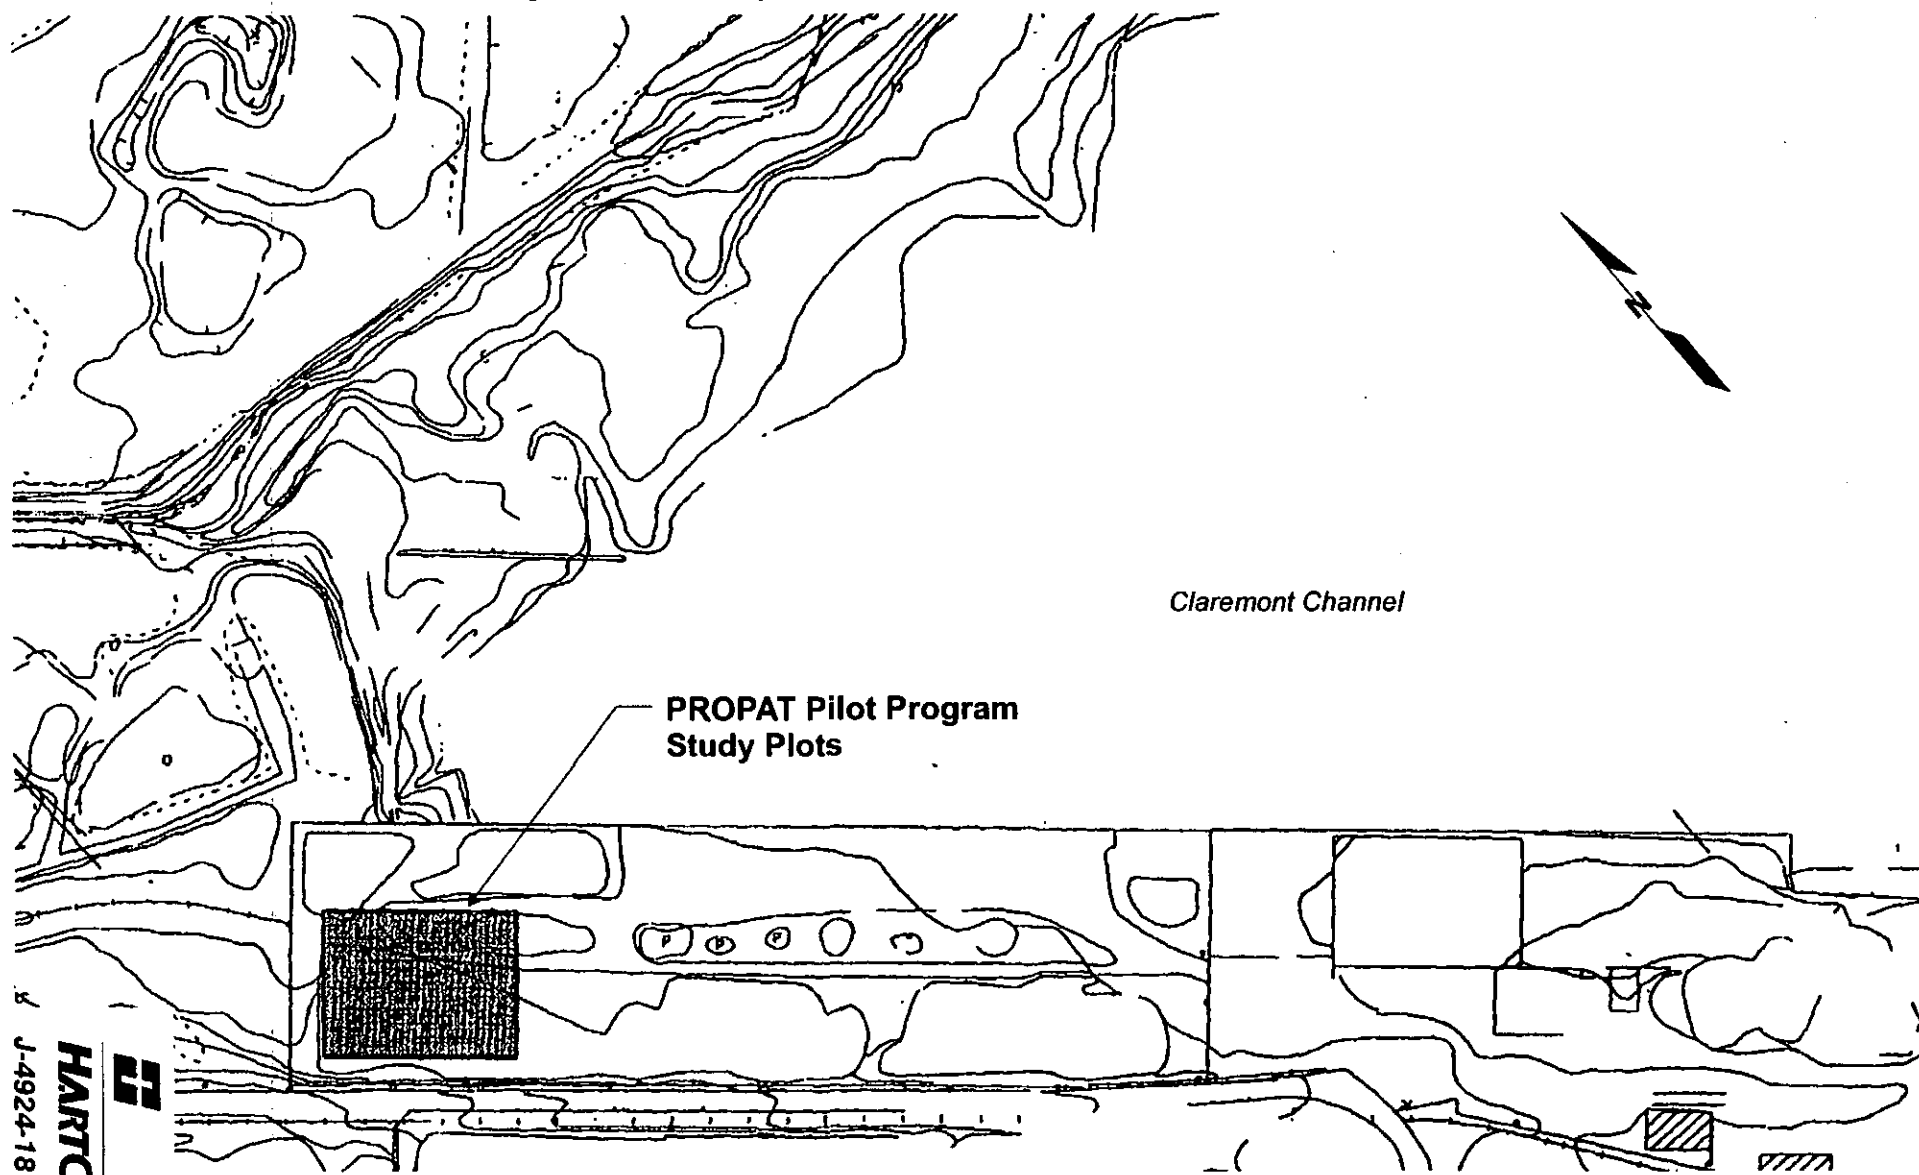 N
Claremont Channel
PROPAT Pilot Program
Study Plots
P
P
P
HARTC
J-4924-18